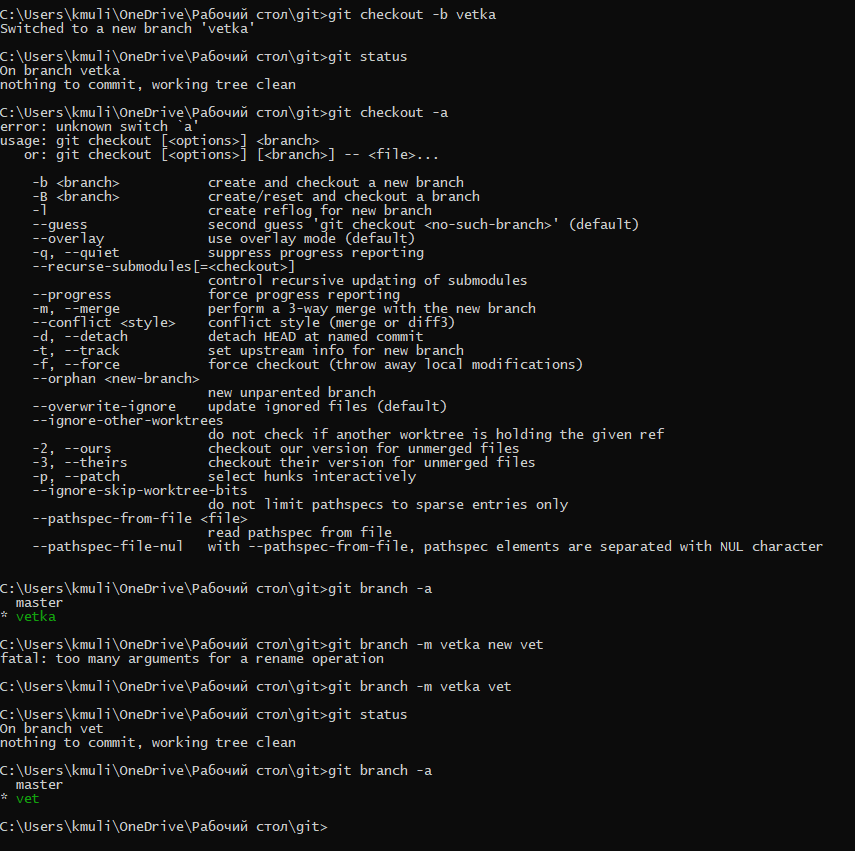 C:\Users\kmuli\OneDrive\Рабочий стол\git>git checkout -b vetka
Switched to a new branch 'vetka'
C:\Users\kmuli\OneDrive\Рабочий стол\git>git status
On branch vetka
nothing to commit, working tree clean
C:\Users\kmuli\OneDrive\Рабочий стол\git>git checkout -a
error: unknown switch `a'
usage: git checkout [<options>] <branch>
   or: git checkout [<options>] [<branch>] -- <file>...
    -b <branch>           create and checkout a new branch
    -B <branch>           create/reset and checkout a branch
    -l                    create reflog for new branch
    --guess               second guess 'git checkout <no-such-branch>' (default)
    --overlay             use overlay mode (default)
    -q, --quiet           suppress progress reporting
    --recurse-submodules[=<checkout>]
                          control recursive updating of submodules
    --progress            force progress reporting
    -m, --merge           perform a 3-way merge with the new branch
    --conflict <style>    conflict style (merge or diff3)
    -d, --detach          detach HEAD at named commit
    -t, --track           set upstream info for new branch
    -f, --force           force checkout (throw away local modifications)
    --orphan <new-branch>
                          new unparented branch
    --overwrite-ignore    update ignored files (default)
    --ignore-other-worktrees
                          do not check if another worktree is holding the given ref
    -2, --ours            checkout our version for unmerged files
    -3, --theirs          checkout their version for unmerged files
    -p, --patch           select hunks interactively
    --ignore-skip-worktree-bits
                          do not limit pathspecs to sparse entries only
    --pathspec-from-file <file>
                          read pathspec from file
    --pathspec-file-nul   with --pathspec-from-file, pathspec elements are separated with NUL character
C:\Users\kmuli\OneDrive\Рабочий стол\git>git branch -a
  master
* vetka
C:\Users\kmuli\OneDrive\Рабочий стол\git>git branch -m vetka new vet
fatal: too many arguments for a rename operation
C:\Users\kmuli\OneDrive\Рабочий стол\git>git branch -m vetka vet
C:\Users\kmuli\OneDrive\Рабочий стол\git>git status
On branch vet
nothing to commit, working tree clean
C:\Users\kmuli\OneDrive\Рабочий стол\git>git branch -a
  master
* vet
C:\Users\kmuli\OneDrive\Рабочий стол\git>